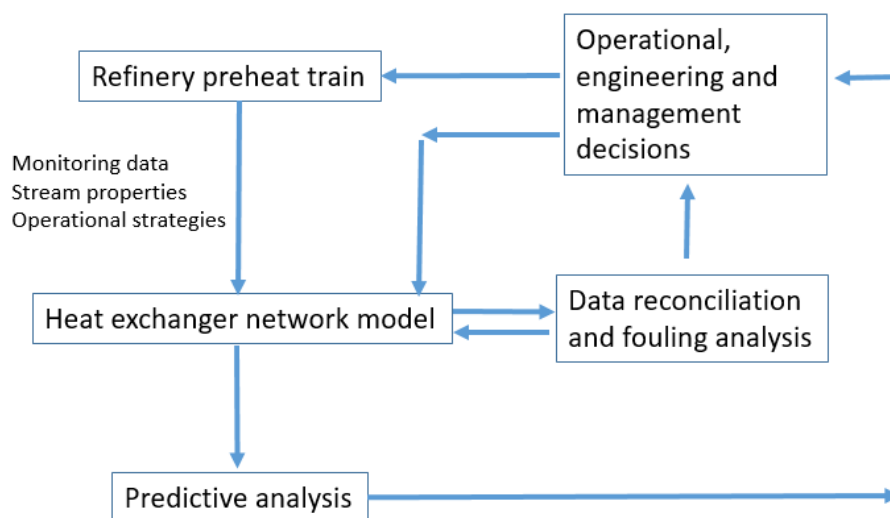 Refinery preheat train
Operational,
engineering and
management
decisions
Monitoring data
Stream properties
Operational strategies
Heat exchanger network model
Data reconciliation
and fouling analysis
Predictive analysis